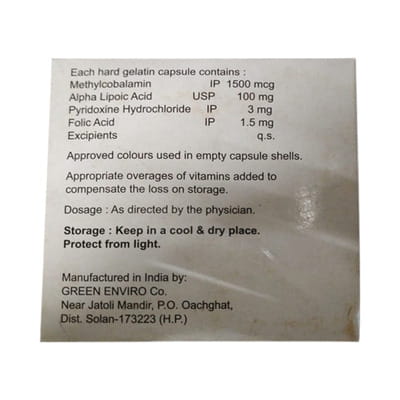 Each hard gelatin capsule contains :
Methylcobalamin IP 1500 mcg
Alpha Lipoic Acid USP 100 mg
Pyridoxine Hydrochloride IP 3 mg
Folic Acid IP 1.5 mg
Excipients q.s.
Approved colours used in empty capsule shells.
Appropriate overages of vitamins added to
compensate the loss on storage.
Dosage : As directed by the physician.
Storage : Keep in a cool & dry place.
Protect from light.
Manufactured in India by:
GREEN ENVIRO Co.
Near Jatoli Mandir, P.O. Oachghat,
Dist. Solan-173223 (H.P.)